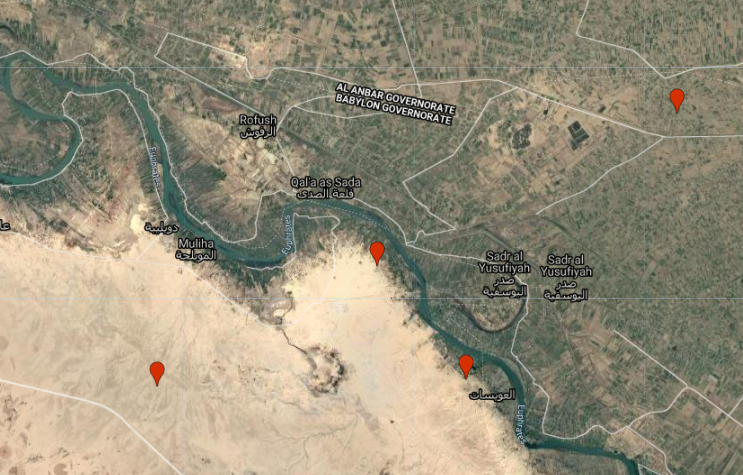 AL ANBAR GOVERNORATE
BABYLON GOVERNORATE
Rofush
الرفوش
Euphrates
Qal'a as Sada
قلعة الصدى
Euphrates
دويليبة
Muliha
المويلحة
Sadr al
Yusufiyah
صدر
اليوسفية
Sadr al
Yusufiyah
صدر
اليوسفية
العويسات
Euphrates